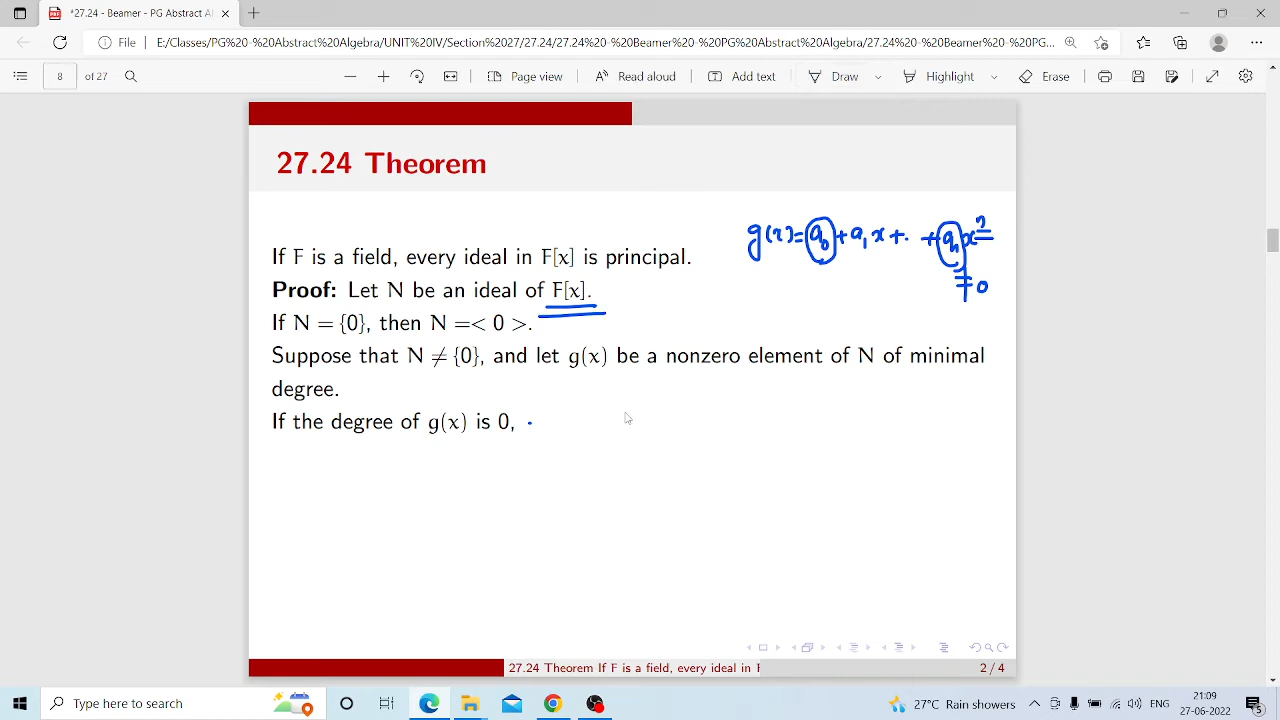 *27.24 - Beamer - PG Abstract Al
File
E:/Classes/PG%20-%20Abstract%20Algebra/UNIT%20IV/Section%2027/27.24/27.24%20-%20Beamer%20-%20PG%20Abstract%20Algebra/27.24%20-%20Beamer%20-%20PG...
8 of 27
Page view
Read aloud
Add text
Draw
Highlight
Erase
27.24 Theorem
g(x)=a₀+a₁x+..+aₙxⁿ
≠0
If F is a field, every ideal in F[x] is principal.
Proof: Let N be an ideal of F[x].
If N = {0}, then N =< 0 >.
Suppose that N ≠ {0}, and let g(x) be a nonzero element of N of minimal
degree.
If the degree of g(x) is 0,
27.24 Theorem If F is a field, every ideal in F
2 / 4
Type here to search
27°C Rain showers
ENG
21:09
27-06-2022
5